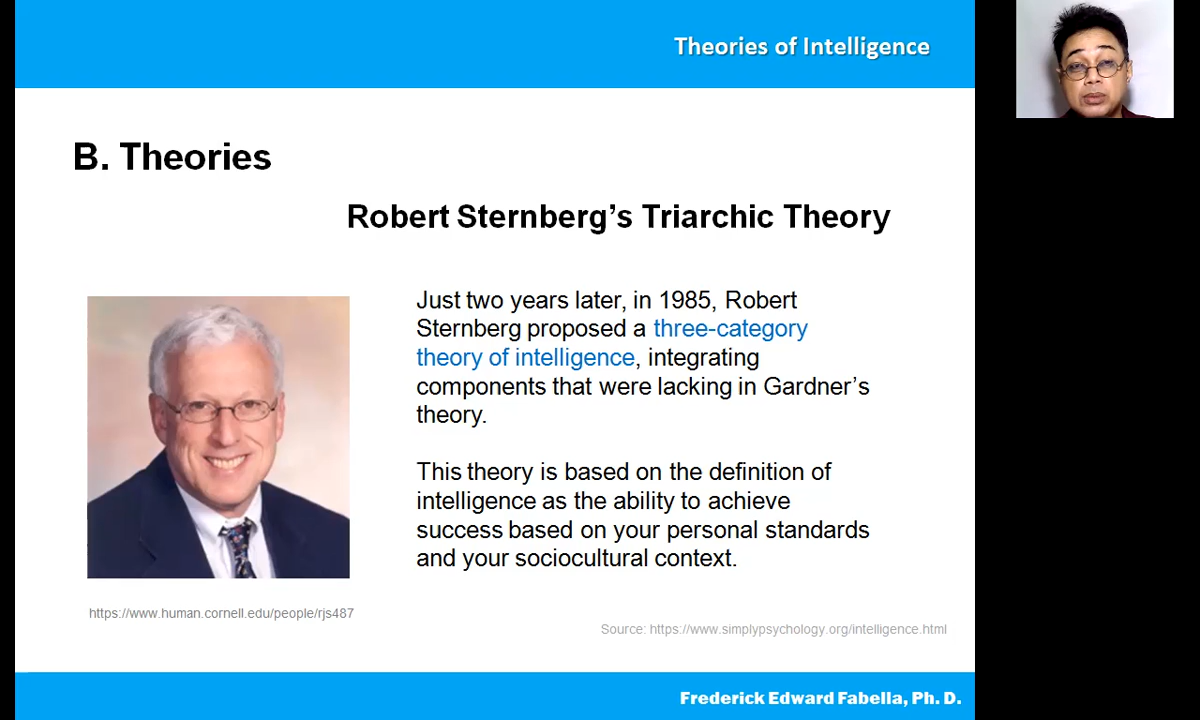 Theories of Intelligence
B. Theories
Robert Sternberg’s Triarchic Theory
Just two years later, in 1985, Robert
Sternberg proposed a three-category
theory of intelligence, integrating
components that were lacking in Gardner’s
theory.
This theory is based on the definition of
intelligence as the ability to achieve
success based on your personal standards
and your sociocultural context.
https://www.human.cornell.edu/people/rjs487
Source: https://www.simplypsychology.org/intelligence.html
Frederick Edward Fabella, Ph. D.